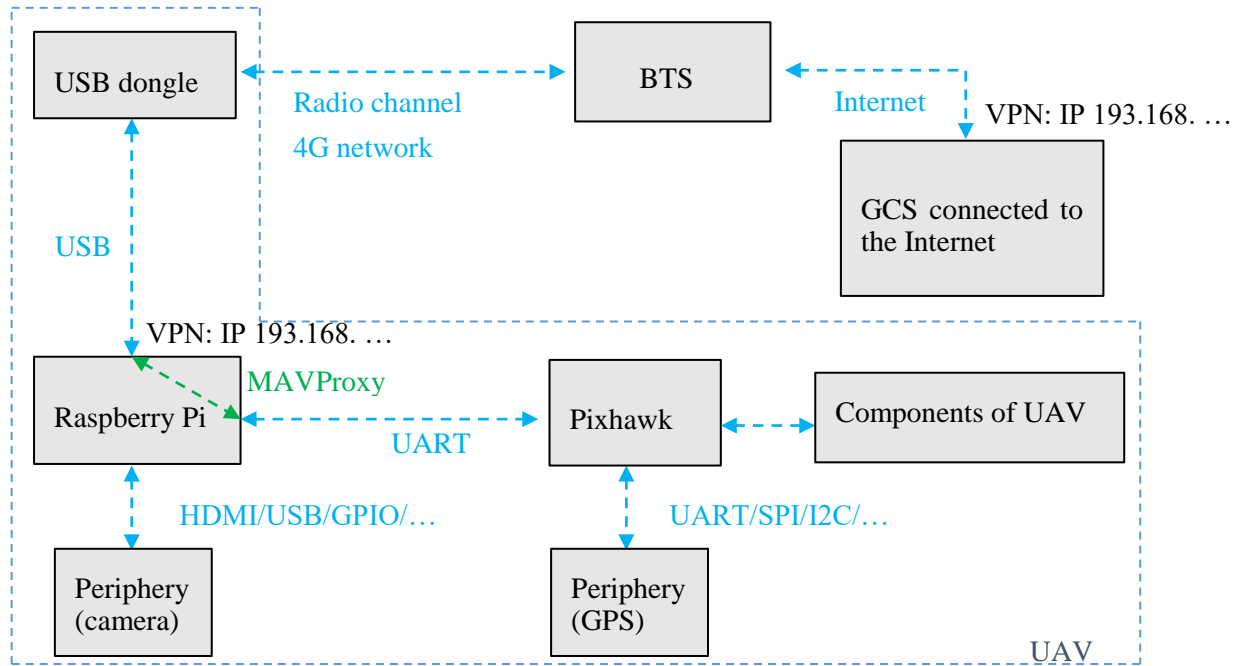 USB dongle
BTS
Radio channel
4G network
Internet
VPN: IP 193.168. …
GCS connected to
the Internet
USB
VPN: IP 193.168. …
MAVProxy
Raspberry Pi
UART
Pixhawk
Components of UAV
HDMI/USB/GPIO/…
UART/SPI/I2C/…
Periphery
(camera)
Periphery
(GPS)
UAV